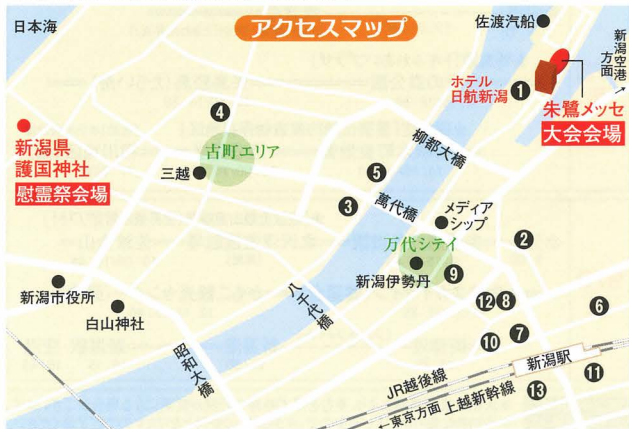 アクセスマップ
日本海
佐渡汽船
新潟空港
方面
ホテル
日航新潟
1
朱鷺メッセ
大会会場
4
新潟県
護国神社
慰霊祭会場
古町エリア
三越
柳都大橋
5
3
萬代橋
メディア
シップ
2
万代シテイ
新潟伊勢丹
9
新潟市役所
白山神社
八千代橋
昭和大橋
12
8
6
10
7
新潟駅
11
13
JR越後線
←東京方面 上越新幹線